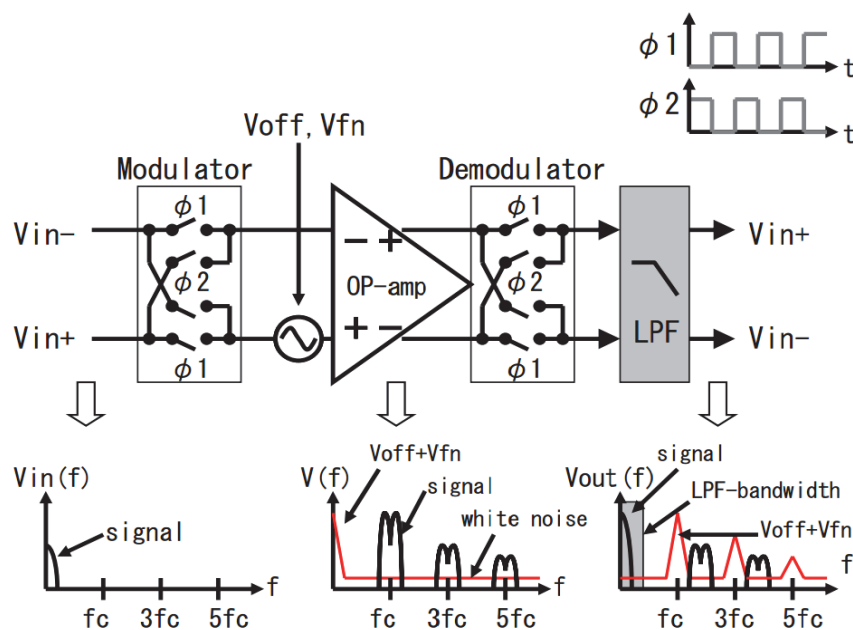 φ1
t
φ2
t
Voff, Vfn
Modulator
Demodulator
φ1
φ1
Vin-
Vin+
− +
φ2
OP-amp
φ2
+ −
LPF
Vin+
Vin-
φ1
φ1
Vin(f)
signal
f
fc 3fc 5fc
V(f)
Voff+Vfn
signal
white noise
f
fc 3fc 5fc
Vout(f)
signal
LPF-bandwidth
Voff+Vfn
f
fc 3fc 5fc